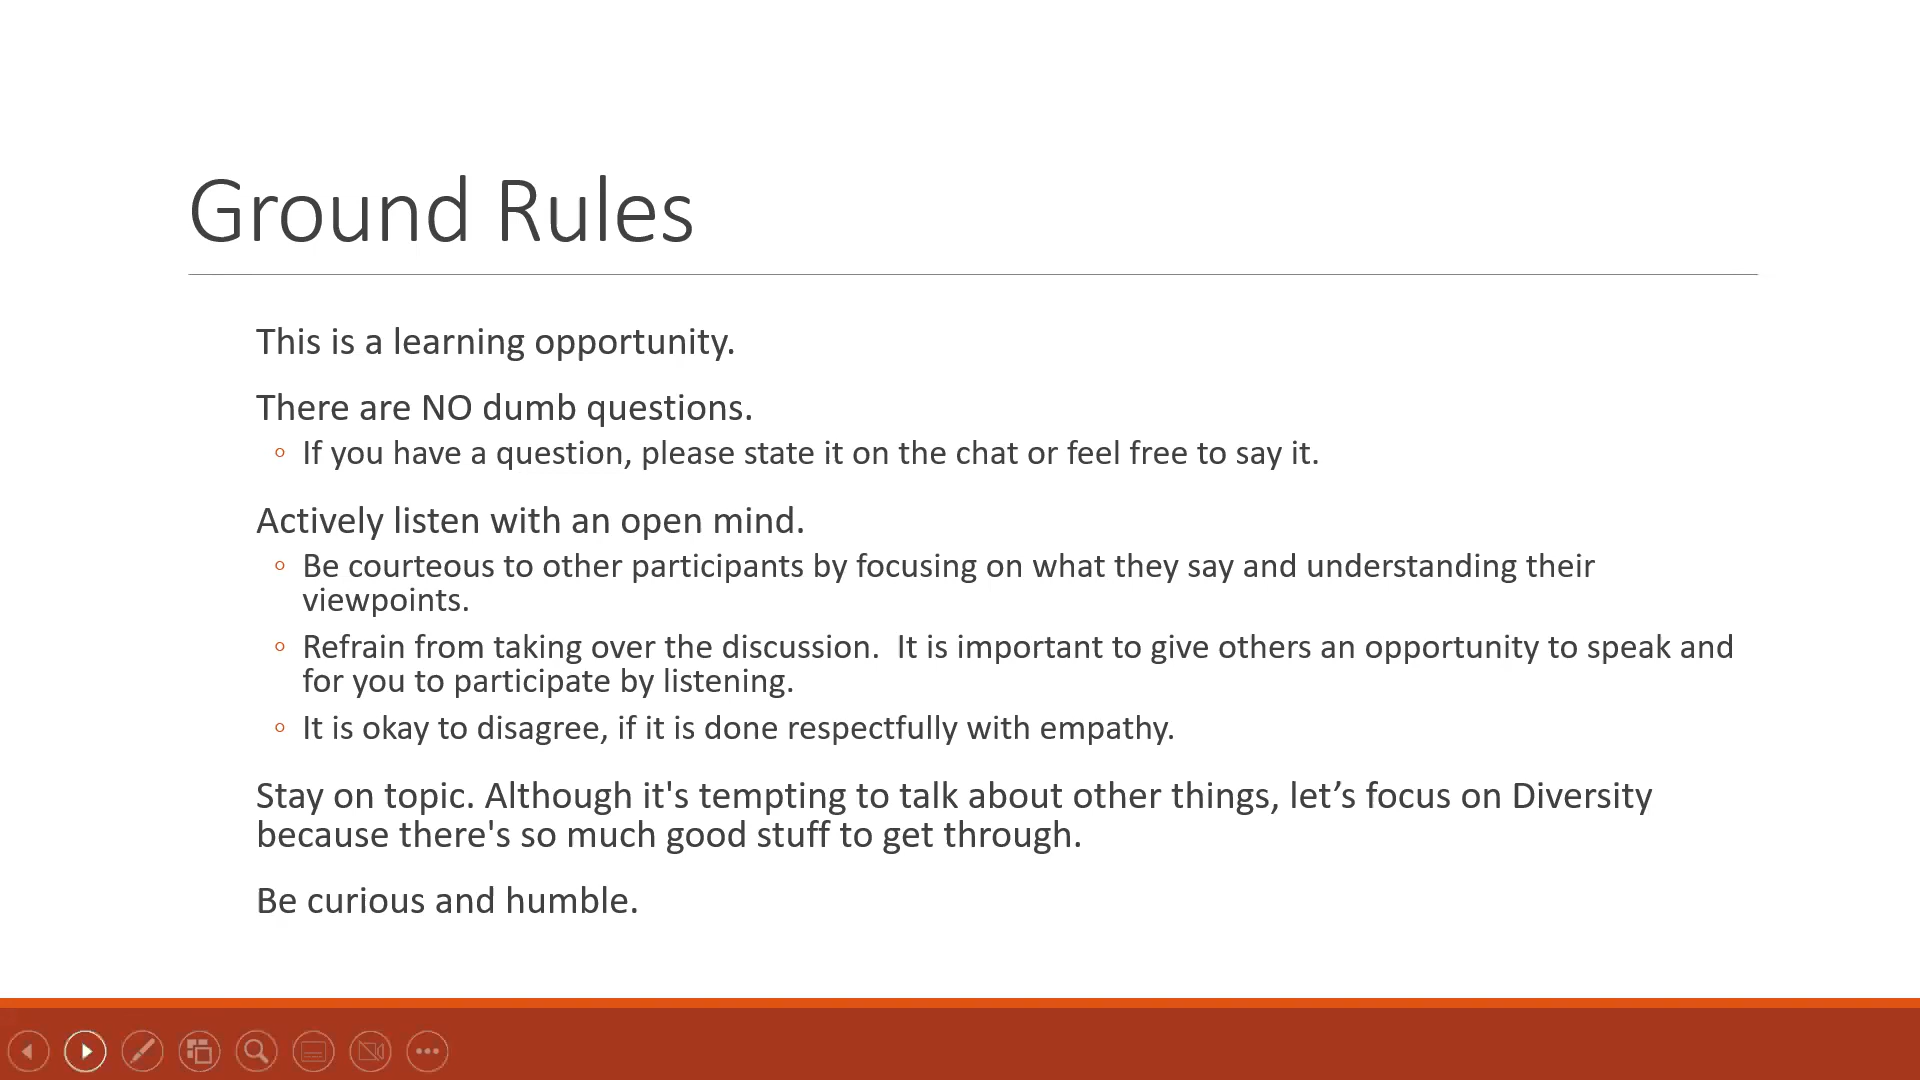 Ground Rules
This is a learning opportunity.
There are NO dumb questions.
◦ If you have a question, please state it on the chat or feel free to say it.
Actively listen with an open mind.
◦ Be courteous to other participants by focusing on what they say and understanding their
viewpoints.
◦ Refrain from taking over the discussion.  It is important to give others an opportunity to speak and
for you to participate by listening.
◦ It is okay to disagree, if it is done respectfully with empathy.
Stay on topic. Although it's tempting to talk about other things, let’s focus on Diversity
because there's so much good stuff to get through.
Be curious and humble.